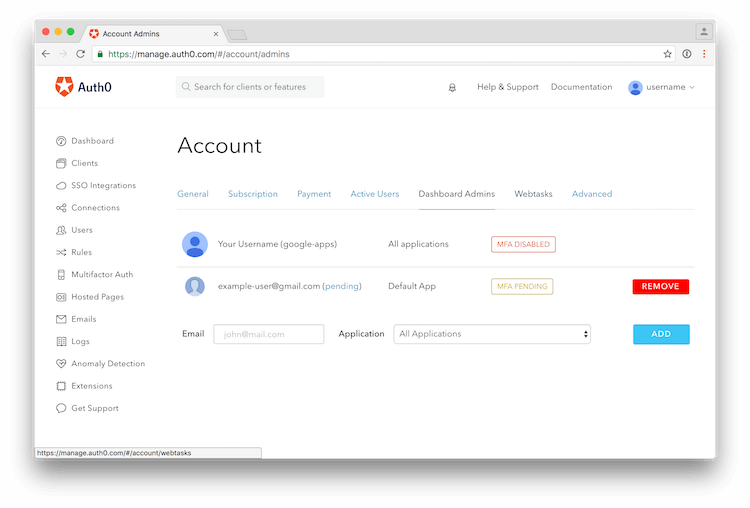 Account Admins
https://manage.auth0.com/#/account/admins
Auth0
Search for clients or features
Help & Support
Documentation
username
Dashboard
Clients
SSO Integrations
Connections
Users
Rules
Multifactor Auth
Hosted Pages
Emails
Logs
Anomaly Detection
Extensions
Get Support
Account
General Subscription Payment Active Users Dashboard Admins Webtasks Advanced
Your Username (google-apps) All applications MFA DISABLED
example-user@gmail.com (pending) Default App MFA PENDING REMOVE
Email john@mail.com Application All Applications ADD
https://manage.auth0.com/#/account/webtasks